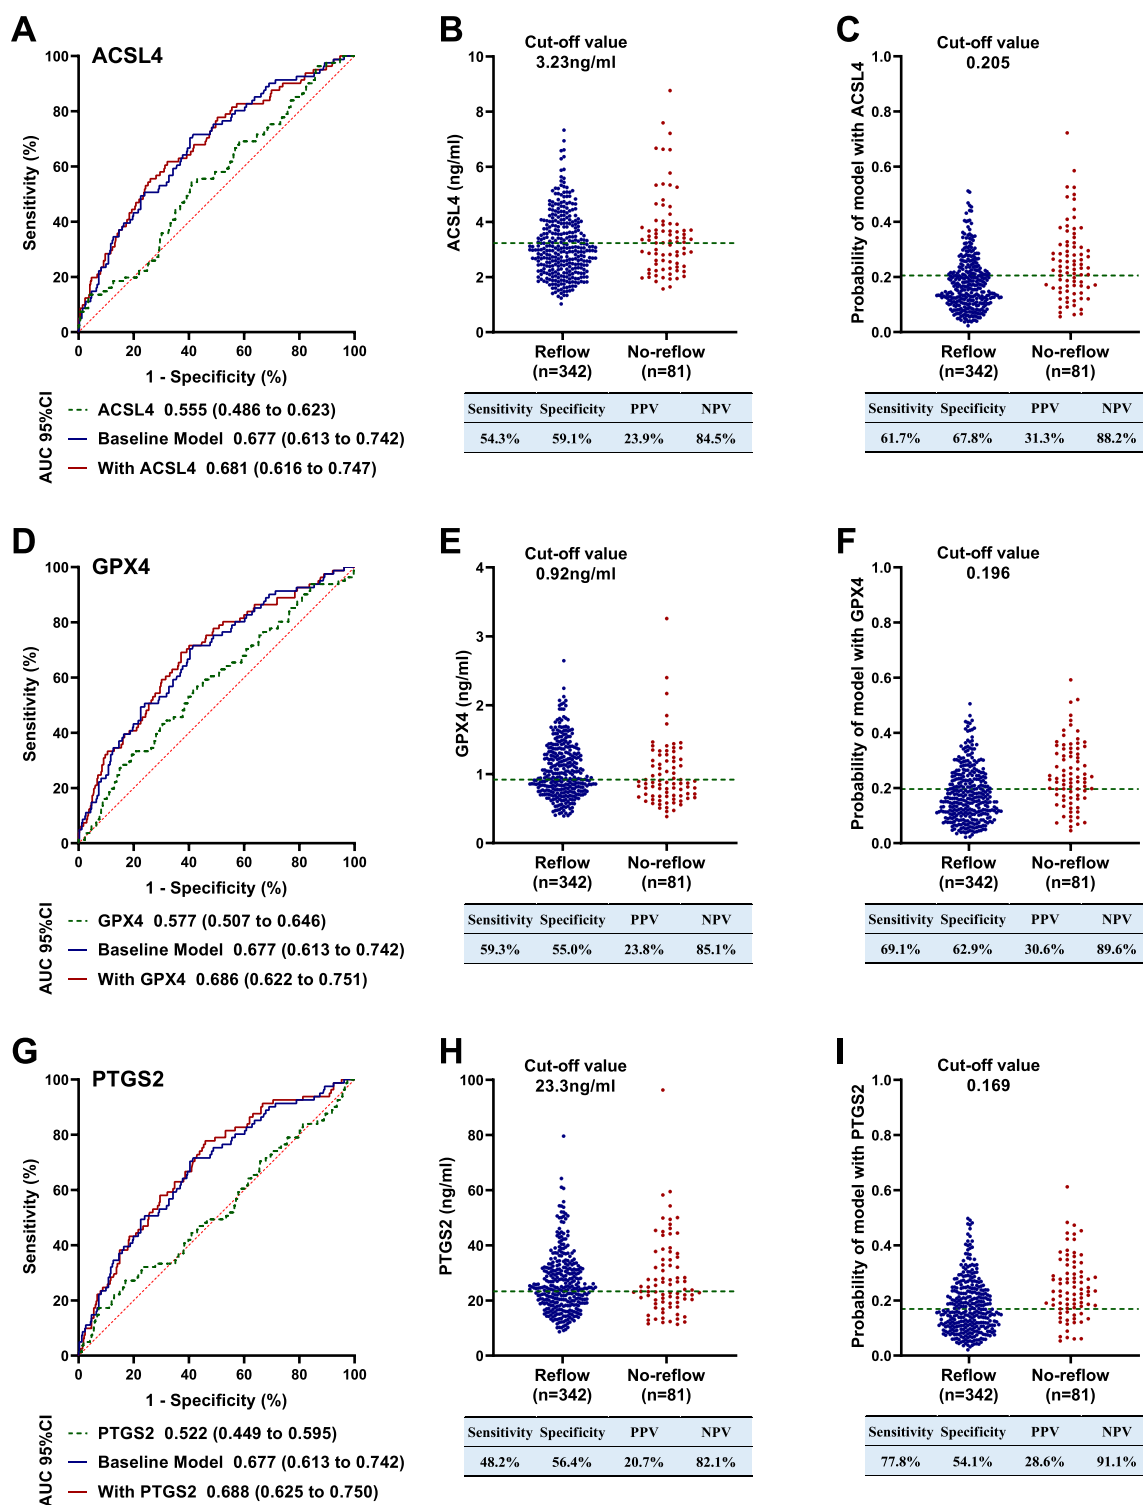 A
ACSL4
Sensitivity (%)
100
80
60
40
20
0
0 20 40 60 80 100
1 - Specificity (%)
AUC 95%CI
ACSL4 0.555 (0.486 to 0.623)
Baseline Model 0.677 (0.613 to 0.742)
With ACSL4 0.681 (0.616 to 0.747)
B
Cut-off value
3.23ng/ml
ACSL4 (ng/ml)
10
8
6
4
2
0
Reflow No-reflow
(n=342) (n=81)
Sensitivity Specificity PPV NPV
54.3% 59.1% 23.9% 84.5%
C
Cut-off value
0.205
Probability of model with ACSL4
1.0
0.8
0.6
0.4
0.2
0.0
Reflow No-reflow
(n=342) (n=81)
Sensitivity Specificity PPV NPV
61.7% 67.8% 31.3% 88.2%
D
GPX4
Sensitivity (%)
100
80
60
40
20
0
0 20 40 60 80 100
1 - Specificity (%)
AUC 95%CI
GPX4 0.577 (0.507 to 0.646)
Baseline Model 0.677 (0.613 to 0.742)
With GPX4 0.686 (0.622 to 0.751)
E
Cut-off value
0.92ng/ml
GPX4 (ng/ml)
4
3
2
1
0
Reflow No-reflow
(n=342) (n=81)
Sensitivity Specificity PPV NPV
59.3% 55.0% 23.8% 85.1%
F
Cut-off value
0.196
Probability of model with GPX4
1.0
0.8
0.6
0.4
0.2
0.0
Reflow No-reflow
(n=342) (n=81)
Sensitivity Specificity PPV NPV
69.1% 62.9% 30.6% 89.6%
G
PTGS2
Sensitivity (%)
100
80
60
40
20
0
0 20 40 60 80 100
1 - Specificity (%)
AUC 95%CI
PTGS2 0.522 (0.449 to 0.595)
Baseline Model 0.677 (0.613 to 0.742)
With PTGS2 0.688 (0.625 to 0.750)
H
Cut-off value
23.3ng/ml
PTGS2 (ng/ml)
100
80
60
40
20
0
Reflow No-reflow
(n=342) (n=81)
Sensitivity Specificity PPV NPV
48.2% 56.4% 20.7% 82.1%
I
Cut-off value
0.169
Probability of model with PTGS2
1.0
0.8
0.6
0.4
0.2
0.0
Reflow No-reflow
(n=342) (n=81)
Sensitivity Specificity PPV NPV
77.8% 54.1% 28.6% 91.1%